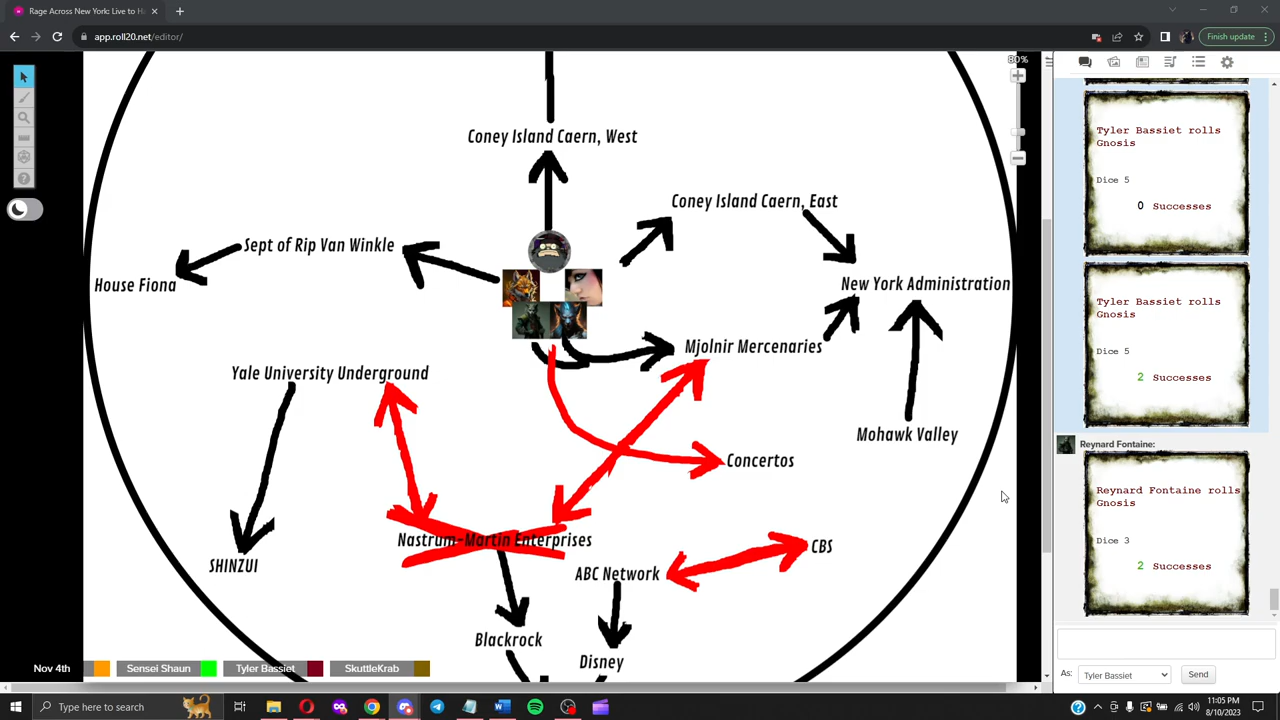 Rage Across New York Live to H
app.roll20.net/editor/
Finish update
80%
Coney Island Caern, West
Coney Island Caern, East
Sept of Rip Van Winkle
House Fiona
New York Administration
Mjolnir Mercenaries
Yale University Underground
Mohawk Valley
Concertos
Nastrum-Martin Enterprises
CBS
SHINZUI
ABC Network
Blackrock
Disney
Nov 4th
Sensei Shaun
Tyler Bassiet
SkuttleKrab
Tyler Bassiet rolls
Gnosis
Dice 5
0 Successes
Tyler Bassiet rolls
Gnosis
Dice 5
2 Successes
Reynard Fontaine:
Reynard Fontaine rolls
Gnosis
Dice 3
2 Successes
As:
Tyler Bassiet
Send
Type here to search
11:05 PM
8/10/2023